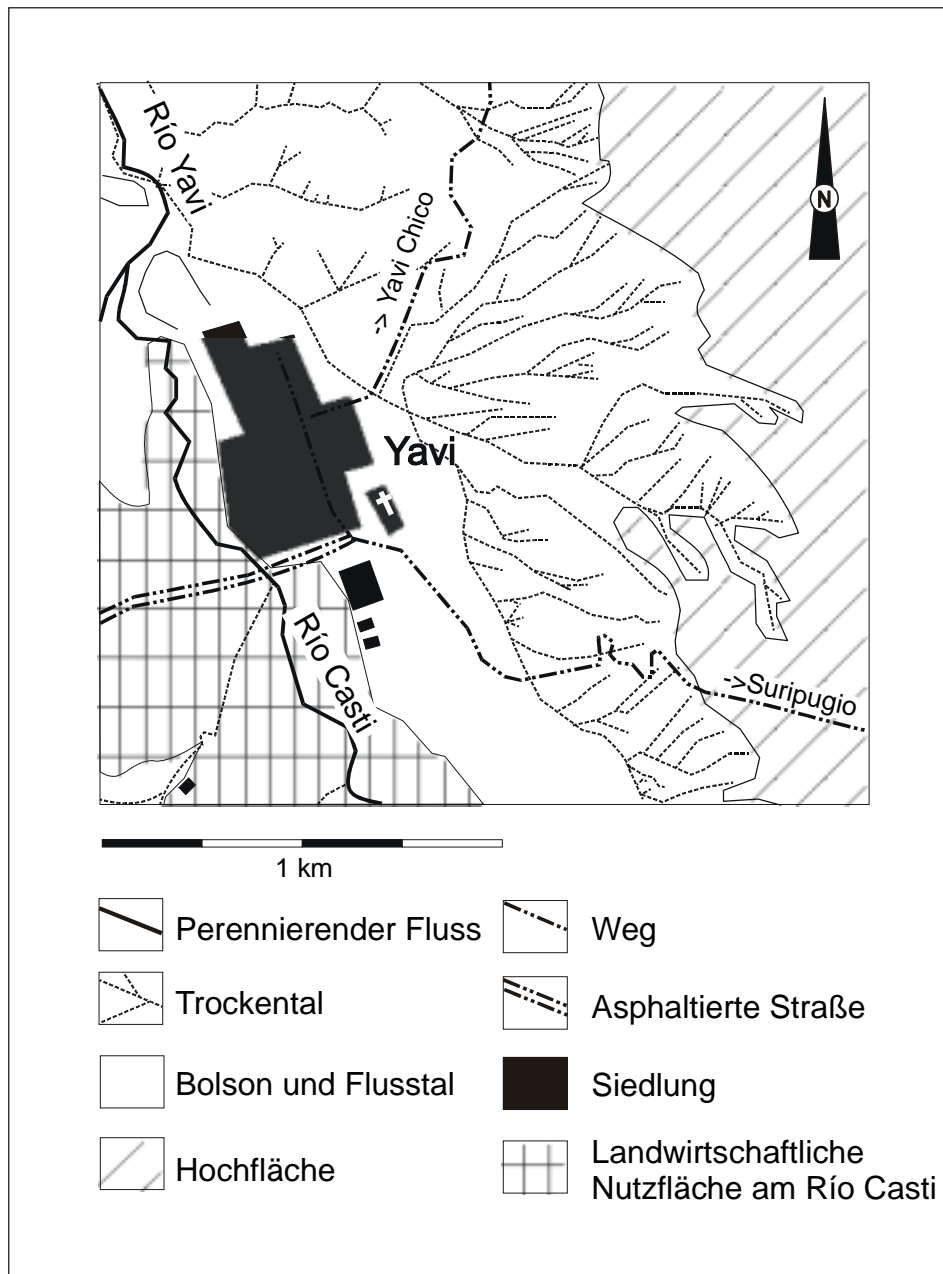 Río Yavi
-> Yavi Chico
N
Yavi
Río Casti
->Suripugio
1 km
Perennierender Fluss
Weg
Trockental
Asphaltierte Straße
Bolson und Flusstal
Siedlung
Hochfläche
Landwirtschaftliche
Nutzfläche am Río Casti